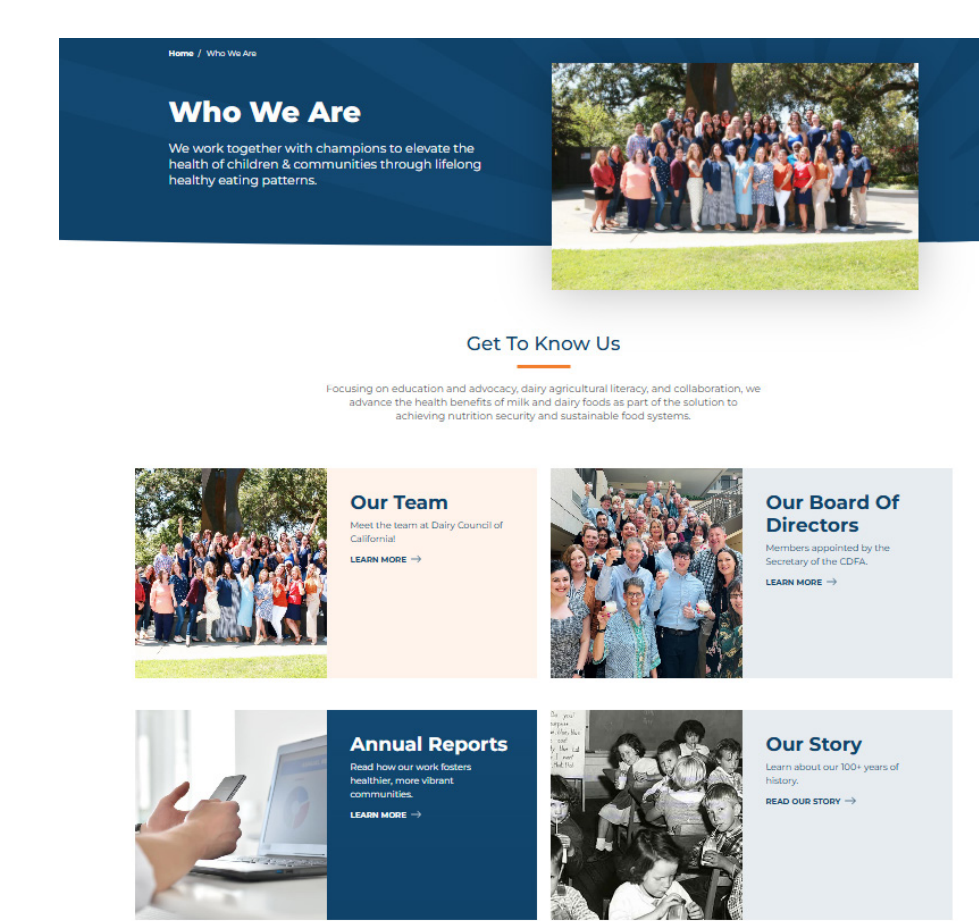 Home / Who We Are
Who We Are
We work together with champions to elevate the
health of children & communities through lifelong
healthy eating patterns.
Get To Know Us
Focusing on education and advocacy, dairy agricultural literacy, and collaboration, we
advance the health benefits of milk and dairy foods as part of the solution to
achieving nutrition security and sustainable food systems.
Our Team
Meet the team at Dairy Council of
California!
LEARN MORE →
Our Board Of
Directors
Members appointed by the
Secretary of the CDFA.
LEARN MORE →
Annual Reports
Read how our work fosters
healthier, more vibrant
communities.
LEARN MORE →
Our Story
Learn about our 100+ years of
history.
READ OUR STORY →